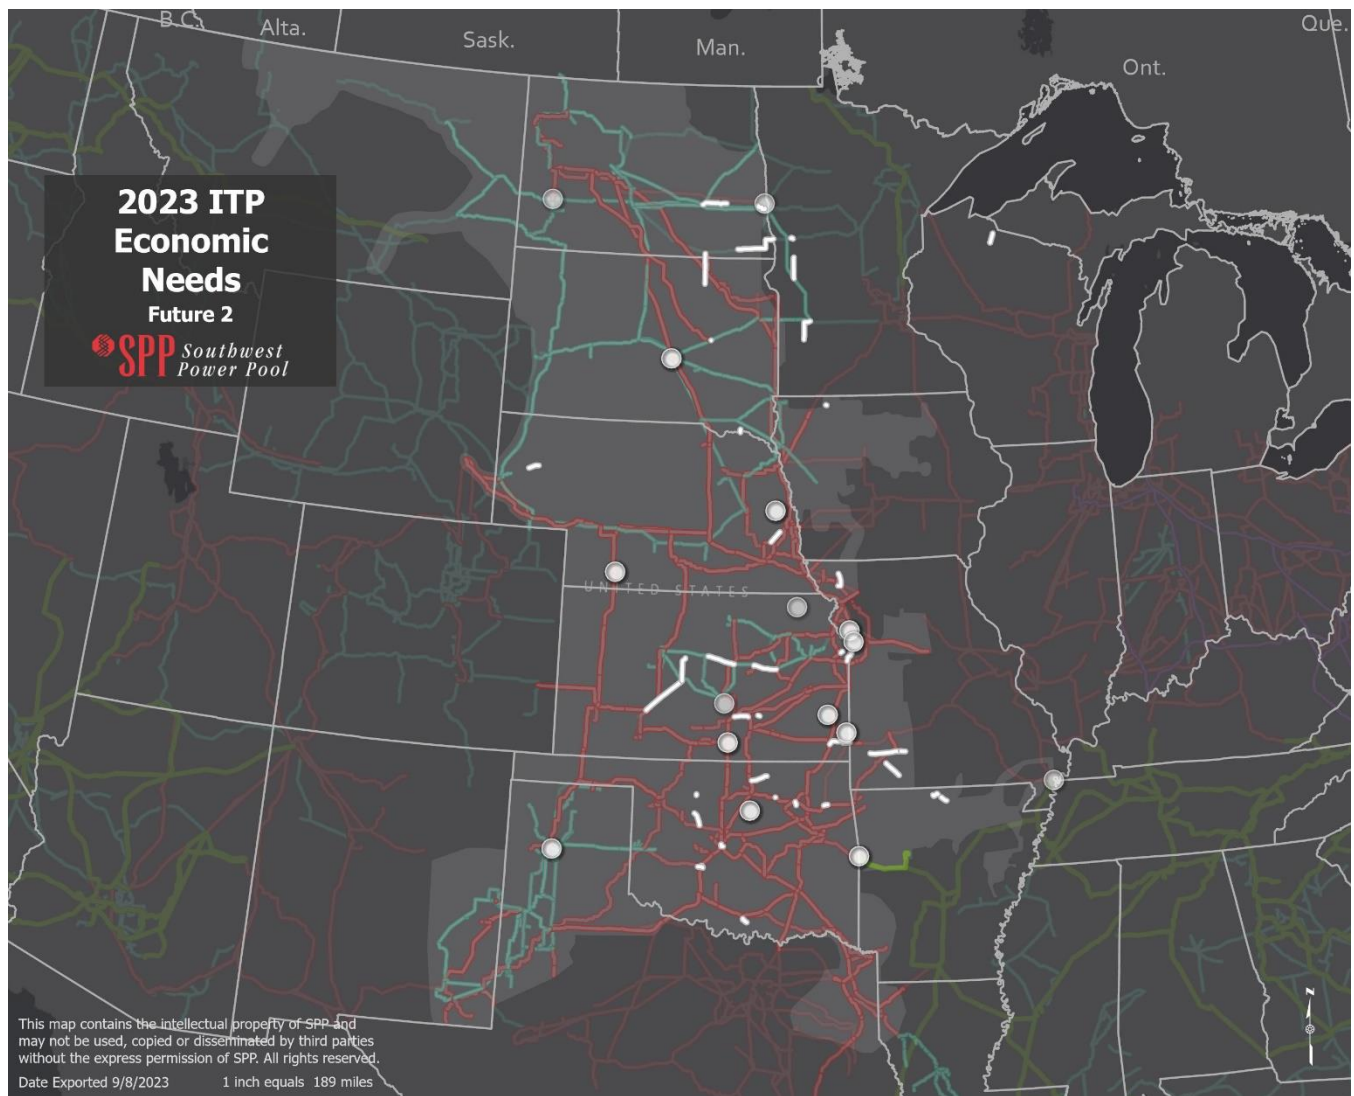 B.C.
Alta.
Sask.
Man.
Ont.
Que.
2023 ITP
Economic
Needs
Future 2
SPP Southwest
Power Pool
UNITED STATES
N
This map contains the intellectual property of SPP and
may not be used, copied or disseminated by third parties
without the express permission of SPP. All rights reserved.
Date Exported 9/8/2023 1 inch equals 189 miles